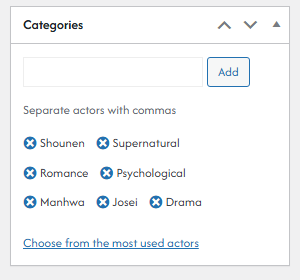 Categories
Add
Separate actors with commas
Shounen Supernatural
Romance Psychological
Manhwa Josei Drama
Choose from the most used actors